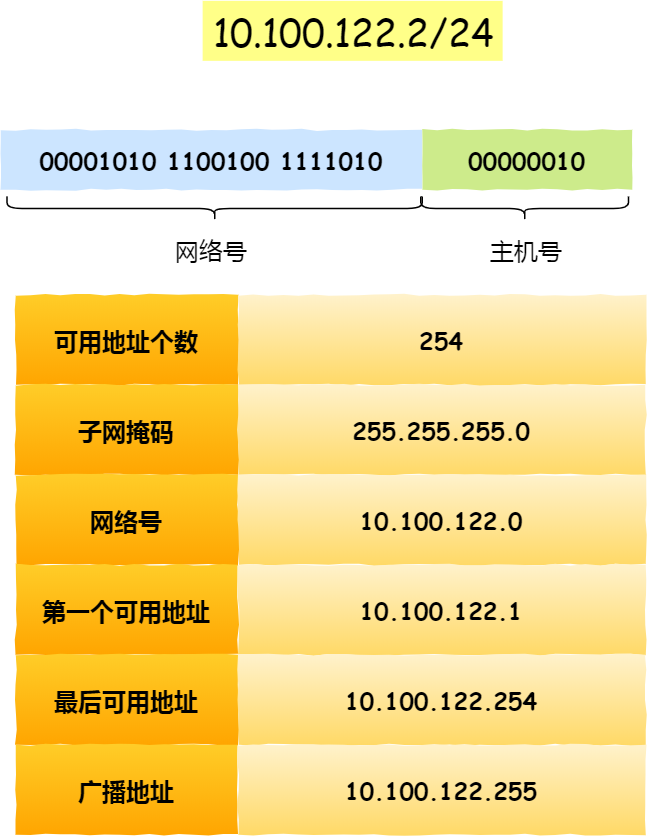 10.100.122.2/24
00001010 1100100 1111010 00000010
网络号 主机号
可用地址个数 254
子网掩码 255.255.255.0
网络号 10.100.122.0
第一个可用地址 10.100.122.1
最后可用地址 10.100.122.254
广播地址 10.100.122.255